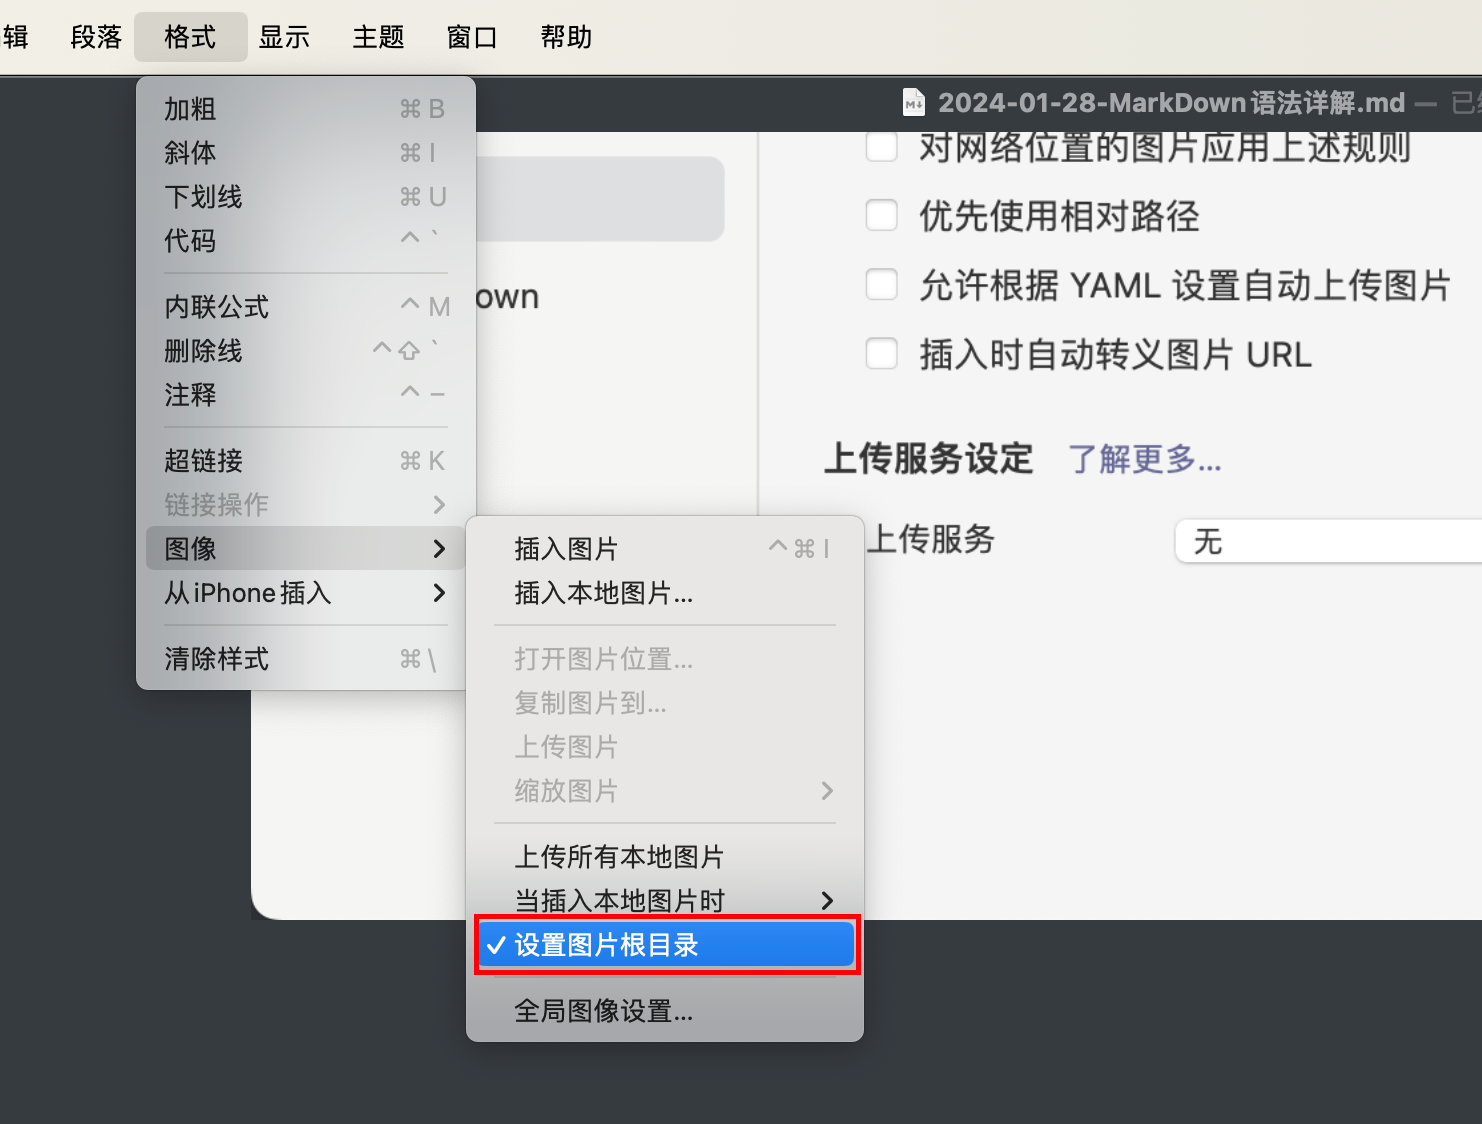 辑 段落 格式 显示 主题 窗口 帮助
2024-01-28-MarkDown语法详解.md — 已
加粗 ⌘ B
斜体 ⌘ I
下划线 ⌘ U
代码 ^ `
内联公式 ^ M
删除线 ^ ⇧ `
注释 ^ –
超链接 ⌘ K
链接操作
图像
从 iPhone 插入
清除样式 ⌘ \
own
对网络位置的图片应用上述规则
优先使用相对路径
允许根据 YAML 设置自动上传图片
插入时自动转义图片 URL
上传服务设定 了解更多...
上传服务 无
插入图片 ^ ⌘ I
插入本地图片...
打开图片位置...
复制图片到...
上传图片
缩放图片
上传所有本地图片
当插入本地图片时
✓ 设置图片根目录
全局图像设置...